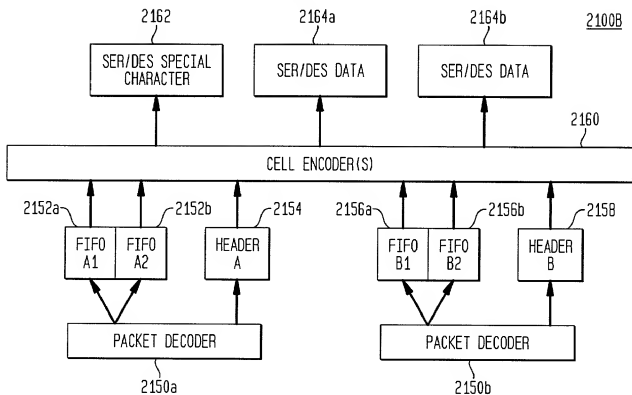 2162
2164a
2164b
2100B
SER/DES SPECIAL
CHARACTER
SER/DES DATA
SER/DES DATA
2160
CELL ENCODER(S)
2152a
2152b
2154
2156a
2156b
2158
FIFO
A1
FIFO
A2
HEADER
A
FIFO
B1
FIFO
B2
HEADER
B
PACKET DECODER
PACKET DECODER
2150a
2150b